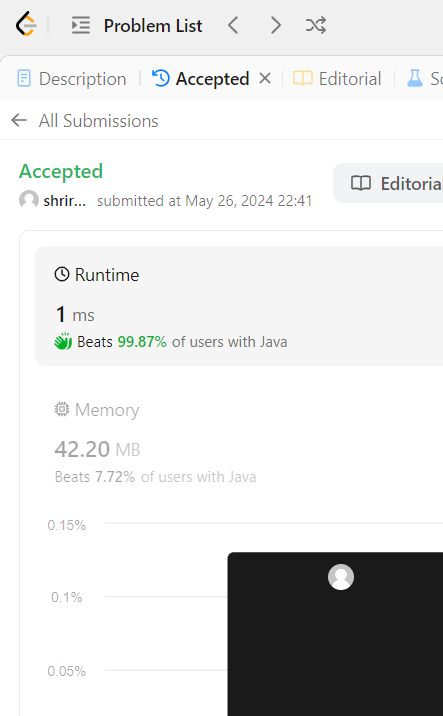 Problem List
Description
Accepted
Editorial
All Submissions
Accepted
shrir... submitted at May 26, 2024 22:41
Editorial
Runtime
1 ms
Beats 99.87% of users with Java
Memory
42.20 MB
Beats 7.72% of users with Java
0.15%
0.1%
0.05%